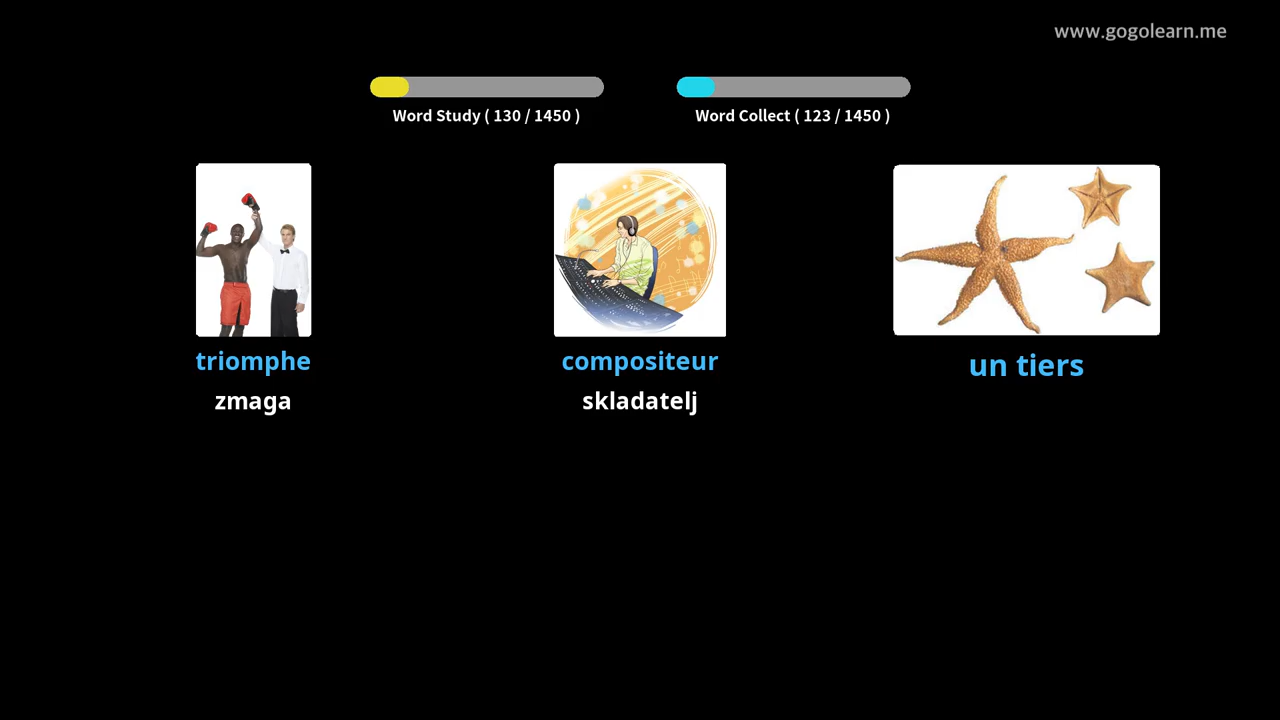 www.gogolearn.me
Word Study ( 130 / 1450 )
Word Collect ( 123 / 1450 )
triomphe
zmaga
compositeur
skladatelj
un tiers